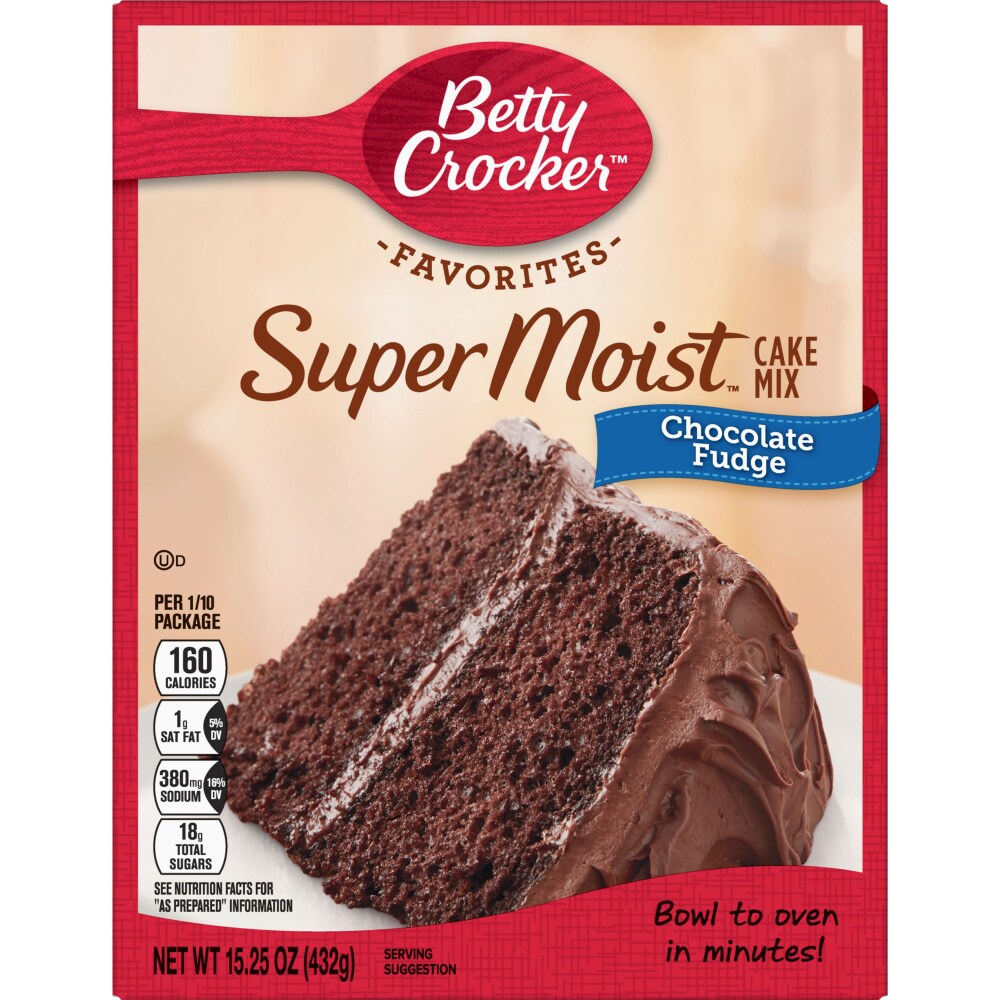 Betty
Crocker™
-FAVORITES-
Super Moist™ CAKE
MIX
Chocolate
Fudge
U D
PER 1/10
PACKAGE
160
CALORIES
1g
SAT FAT
5%
DV
380mg
SODIUM
16%
DV
18g
TOTAL
SUGARS
SEE NUTRITION FACTS FOR
"AS PREPARED" INFORMATION
NET WT 15.25 OZ (432g)
SERVING
SUGGESTION
Bowl to oven
in minutes!